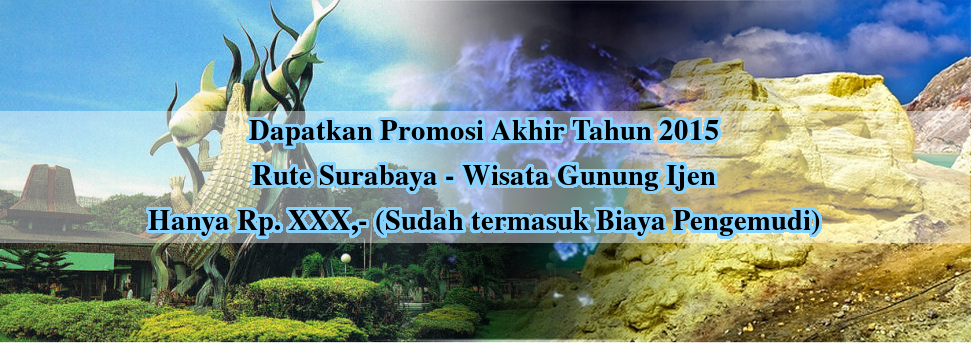 Dapatkan Promosi Akhir Tahun 2015
Rute Surabaya - Wisata Gunung Ijen
Hanya Rp. XXX,- (Sudah termasuk Biaya Pengemudi)